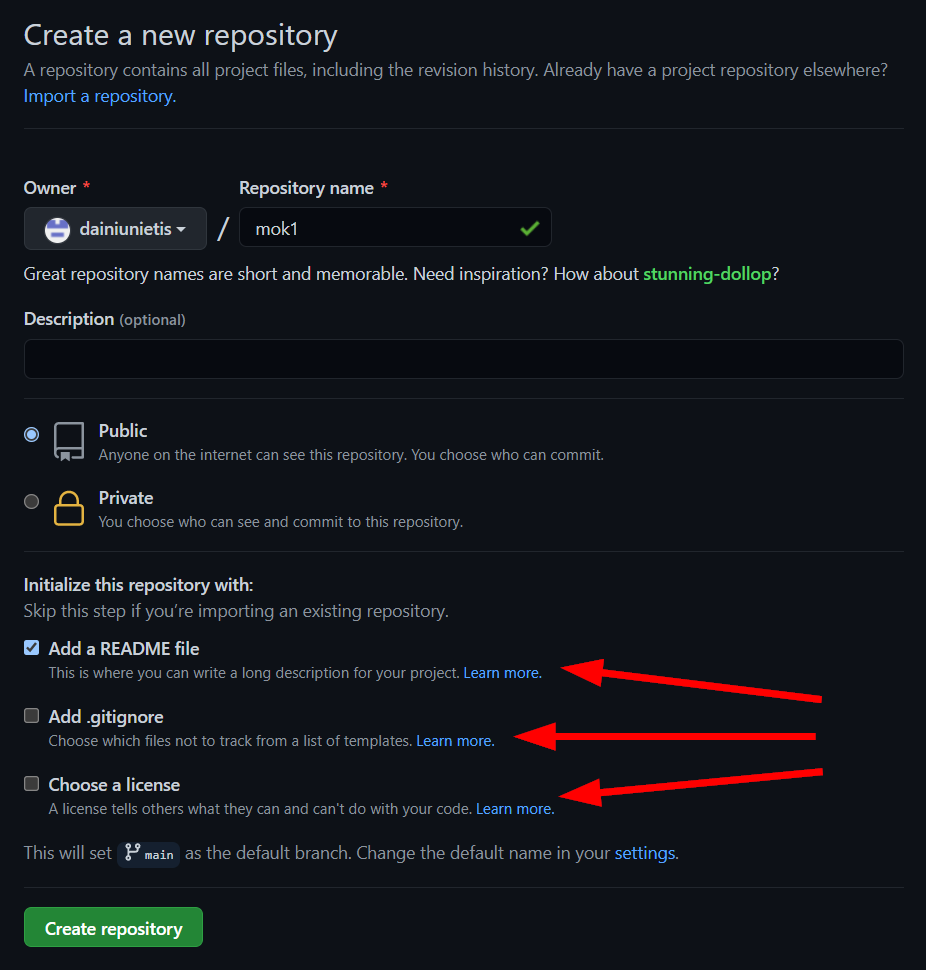 Create a new repository
A repository contains all project files, including the revision history. Already have a project repository elsewhere?
Import a repository.
Owner * Repository name *
dainiunietis / mok1
Great repository names are short and memorable. Need inspiration? How about stunning-dollop?
Description (optional)
Public
Anyone on the internet can see this repository. You choose who can commit.
Private
You choose who can see and commit to this repository.
Initialize this repository with:
Skip this step if you’re importing an existing repository.
Add a README file
This is where you can write a long description for your project. Learn more.
Add .gitignore
Choose which files not to track from a list of templates. Learn more.
Choose a license
A license tells others what they can and can't do with your code. Learn more.
This will set main as the default branch. Change the default name in your settings.
Create repository